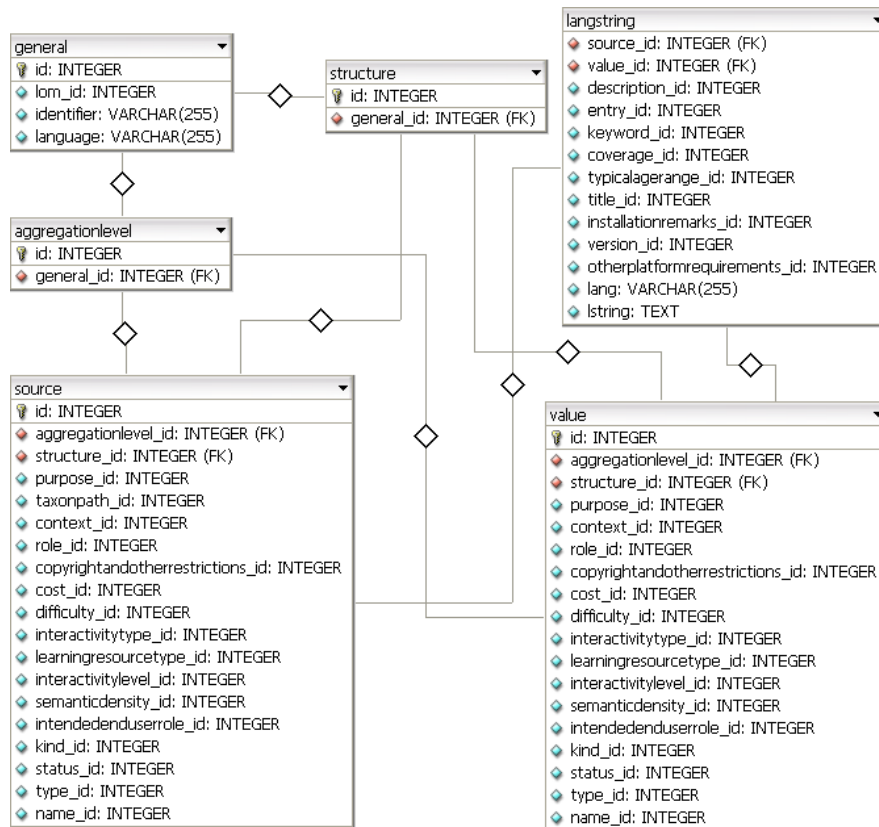 general
id: INTEGER
lom_id: INTEGER
identifier: VARCHAR(255)
language: VARCHAR(255)
structure
id: INTEGER
general_id: INTEGER (FK)
langstring
source_id: INTEGER (FK)
value_id: INTEGER (FK)
description_id: INTEGER
entry_id: INTEGER
keyword_id: INTEGER
coverage_id: INTEGER
typicalagerange_id: INTEGER
title_id: INTEGER
installationremarks_id: INTEGER
version_id: INTEGER
otherplatformrequirements_id: INTEGER
lang: VARCHAR(255)
lstring: TEXT
aggregationlevel
id: INTEGER
general_id: INTEGER (FK)
source
id: INTEGER
aggregationlevel_id: INTEGER (FK)
structure_id: INTEGER (FK)
purpose_id: INTEGER
taxonpath_id: INTEGER
context_id: INTEGER
role_id: INTEGER
copyrightandotherrestrictions_id: INTEGER
cost_id: INTEGER
difficulty_id: INTEGER
interactivitytype_id: INTEGER
learningresourcetype_id: INTEGER
interactivitylevel_id: INTEGER
semanticdensity_id: INTEGER
intendedenduserrole_id: INTEGER
kind_id: INTEGER
status_id: INTEGER
type_id: INTEGER
name_id: INTEGER
value
id: INTEGER
aggregationlevel_id: INTEGER (FK)
structure_id: INTEGER (FK)
purpose_id: INTEGER
context_id: INTEGER
role_id: INTEGER
copyrightandotherrestrictions_id: INTEGER
cost_id: INTEGER
difficulty_id: INTEGER
interactivitytype_id: INTEGER
learningresourcetype_id: INTEGER
interactivitylevel_id: INTEGER
semanticdensity_id: INTEGER
intendedenduserrole_id: INTEGER
kind_id: INTEGER
status_id: INTEGER
type_id: INTEGER
name_id: INTEGER